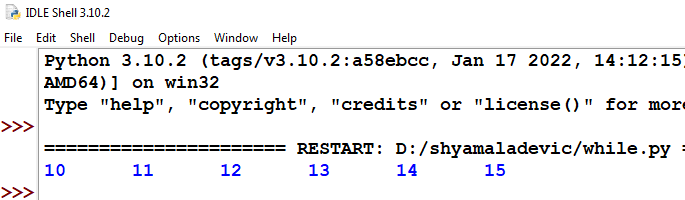 IDLE Shell 3.10.2
File Edit Shell Debug Options Window Help
Python 3.10.2 (tags/v3.10.2:a58ebcc, Jan 17 2022, 14:12:15)
AMD64)] on win32
Type "help", "copyright", "credits" or "license()" for more
>>>
====================== RESTART: D:/shyamaladevic/while.py =
10 11 12 13 14 15
>>>